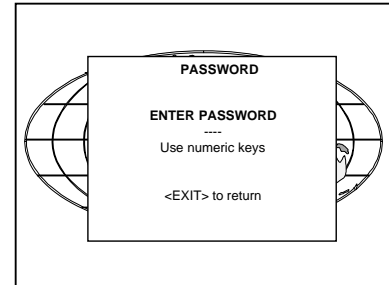 PASSWORD
ENTER PASSWORD
----
Use numeric keys
<EXIT> to return